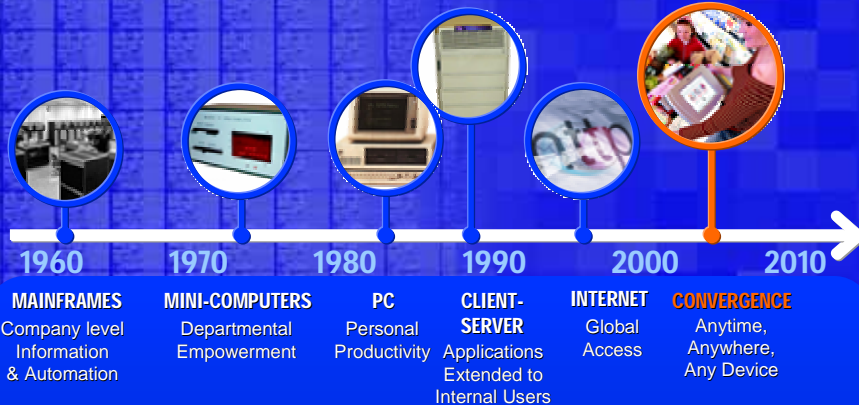 http
1960 1970 1980 1990 2000 2010
MAINFRAMES
Company level
Information
& Automation
MINI-COMPUTERS
Departmental
Empowerment
PC
Personal
Productivity
CLIENT-
SERVER
Applications
Extended to
Internal Users
INTERNET
Global
Access
CONVERGENCE
Anytime,
Anywhere,
Any Device